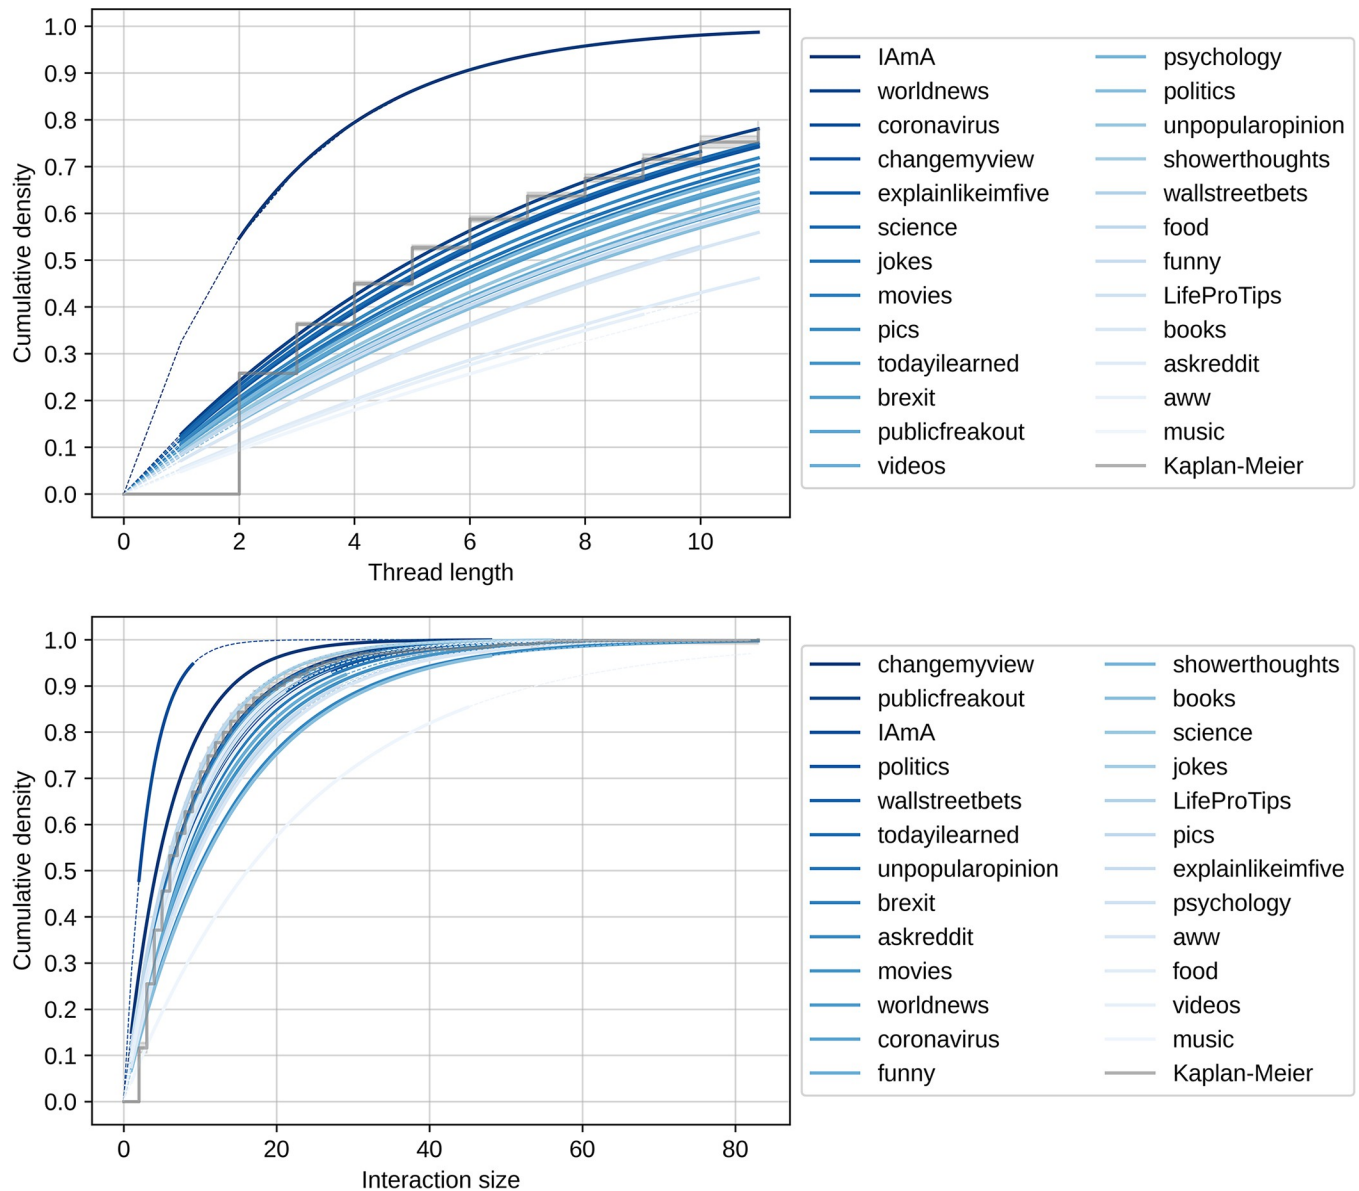 1.0
0.9
0.8
0.7
0.6
0.5
0.4
0.3
0.2
0.1
0.0
Cumulative density
0 2 4 6 8 10
Thread length
IAmA
worldnews
coronavirus
changemyview
explainlikeimfive
science
jokes
movies
pics
todayilearned
brexit
publicfreakout
videos
psychology
politics
unpopularopinion
showerthoughts
wallstreetbets
food
funny
LifeProTips
books
askreddit
aww
music
Kaplan-Meier
1.0
0.9
0.8
0.7
0.6
0.5
0.4
0.3
0.2
0.1
0.0
Cumulative density
0 20 40 60 80
Interaction size
changemyview
publicfreakout
IAmA
politics
wallstreetbets
todayilearned
unpopularopinion
brexit
askreddit
movies
worldnews
coronavirus
funny
showerthoughts
books
science
jokes
LifeProTips
pics
explainlikeimfive
psychology
aww
food
videos
music
Kaplan-Meier